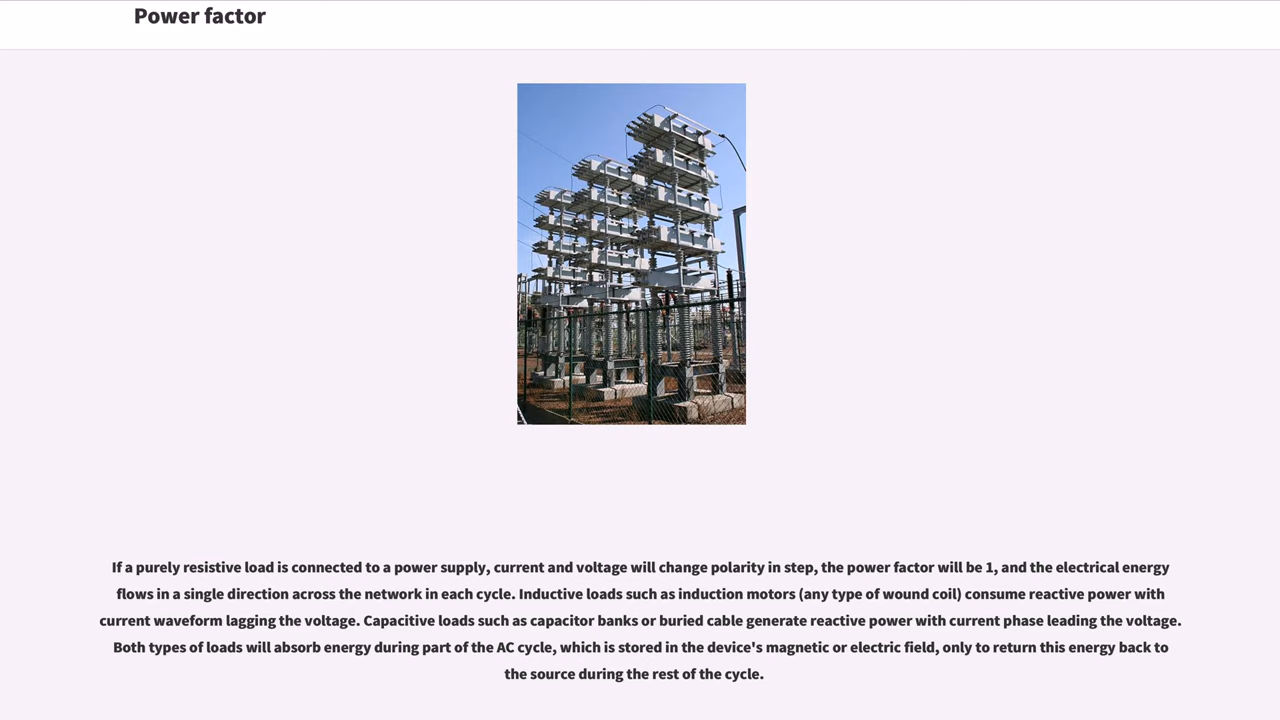 Power factor
If a purely resistive load is connected to a power supply, current and voltage will change polarity in step, the power factor will be 1, and the electrical energy
flows in a single direction across the network in each cycle. Inductive loads such as induction motors (any type of wound coil) consume reactive power with
current waveform lagging the voltage. Capacitive loads such as capacitor banks or buried cable generate reactive power with current phase leading the voltage.
Both types of loads will absorb energy during part of the AC cycle, which is stored in the device's magnetic or electric field, only to return this energy back to
the source during the rest of the cycle.